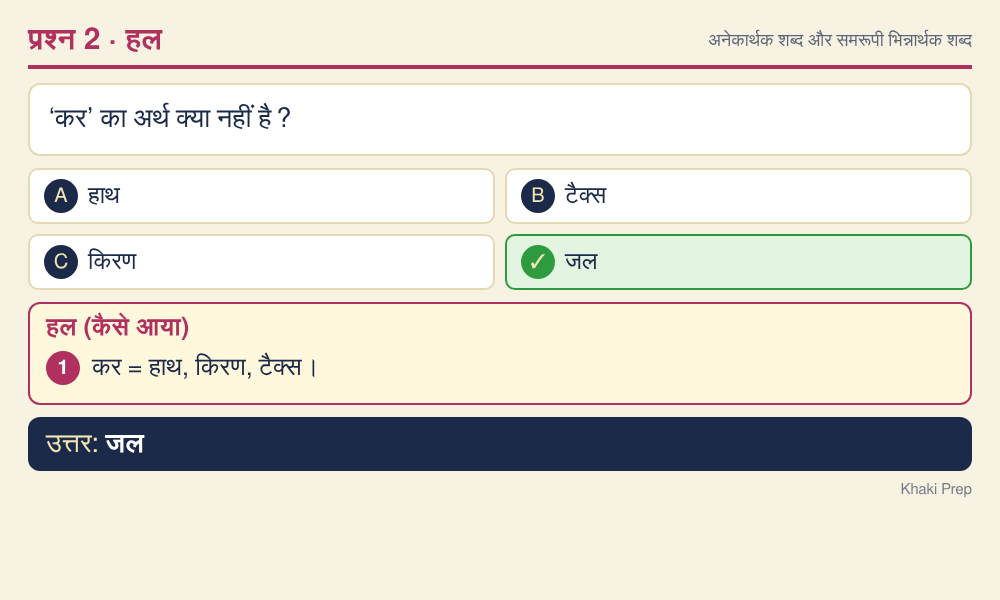 प्रश्न 2 · हल
अनेकार्थक शब्द और समरूपी भिन्नार्थक शब्द
‘कर’ का अर्थ क्या नहीं है ?
A हाथ
B टैक्स
C किरण
✓ जल
हल (कैसे आया)
1 कर = हाथ, किरण, टैक्स।
उत्तर: जल
Khaki Prep